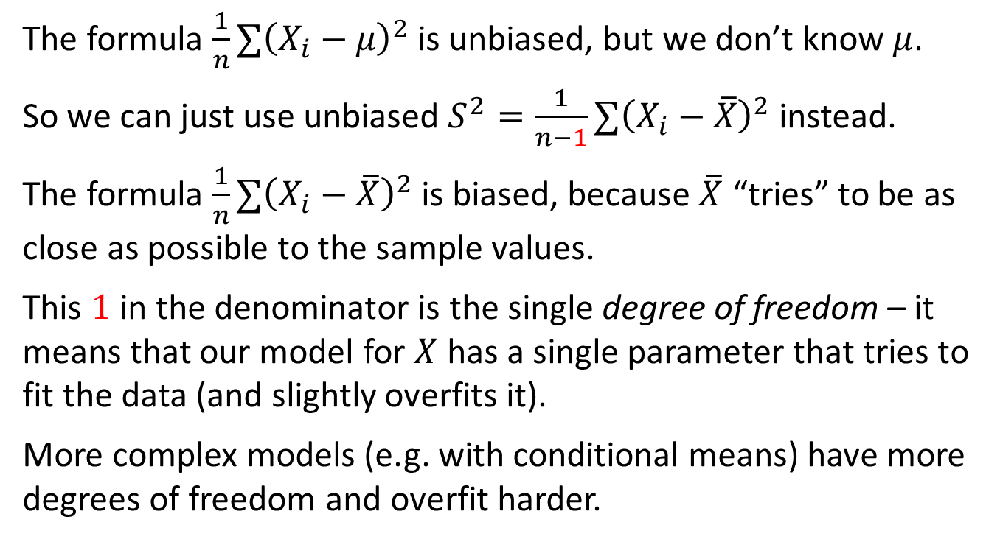 The formula $\frac{1}{n}\sum(X_i - \mu)^2$ is unbiased, but we don’t know $\mu$.
So we can just use unbiased $S^2 = \frac{1}{n-1}\sum(X_i - \bar{X})^2$ instead.
The formula $\frac{1}{n}\sum(X_i - \bar{X})^2$ is biased, because $\bar{X}$ “tries” to be as
close as possible to the sample values.
This 1 in the denominator is the single degree of freedom – it
means that our model for $X$ has a single parameter that tries to
fit the data (and slightly overfits it).
More complex models (e.g. with conditional means) have more
degrees of freedom and overfit harder.